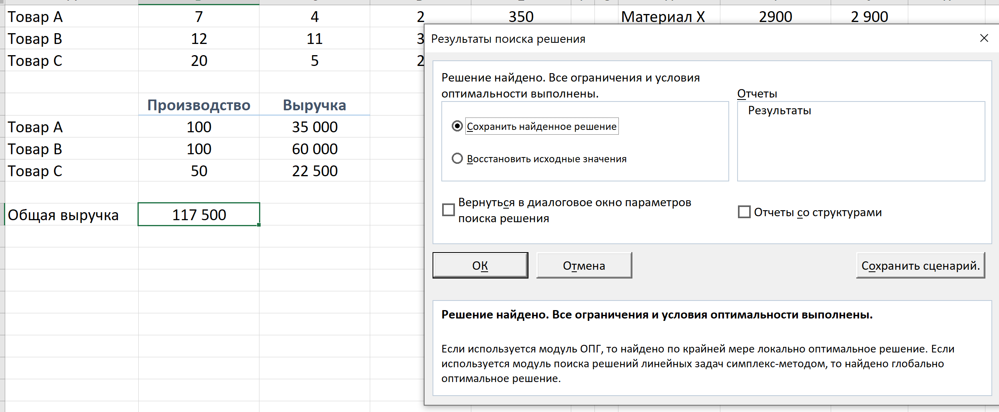 Товар А 7 4 2 350 Материал X 2900 2 900
Товар В 12 11 3
Товар С 20 5 2
Производство Выручка
Товар А 100 35 000
Товар В 100 60 000
Товар С 50 22 500
Общая выручка 117 500
Результаты поиска решения
Решение найдено. Все ограничения и условия
оптимальности выполнены.
Отчеты
Сохранить найденное решение
Восстановить исходные значения
Результаты
Вернуться в диалоговое окно параметров
поиска решения
Отчеты со структурами
ОК Отмена Сохранить сценарий.
Решение найдено. Все ограничения и условия оптимальности выполнены.
Если используется модуль ОПГ, то найдено по крайней мере локально оптимальное решение. Если
используется модуль поиска решений линейных задач симплекс-методом, то найдено глобально
оптимальное решение.